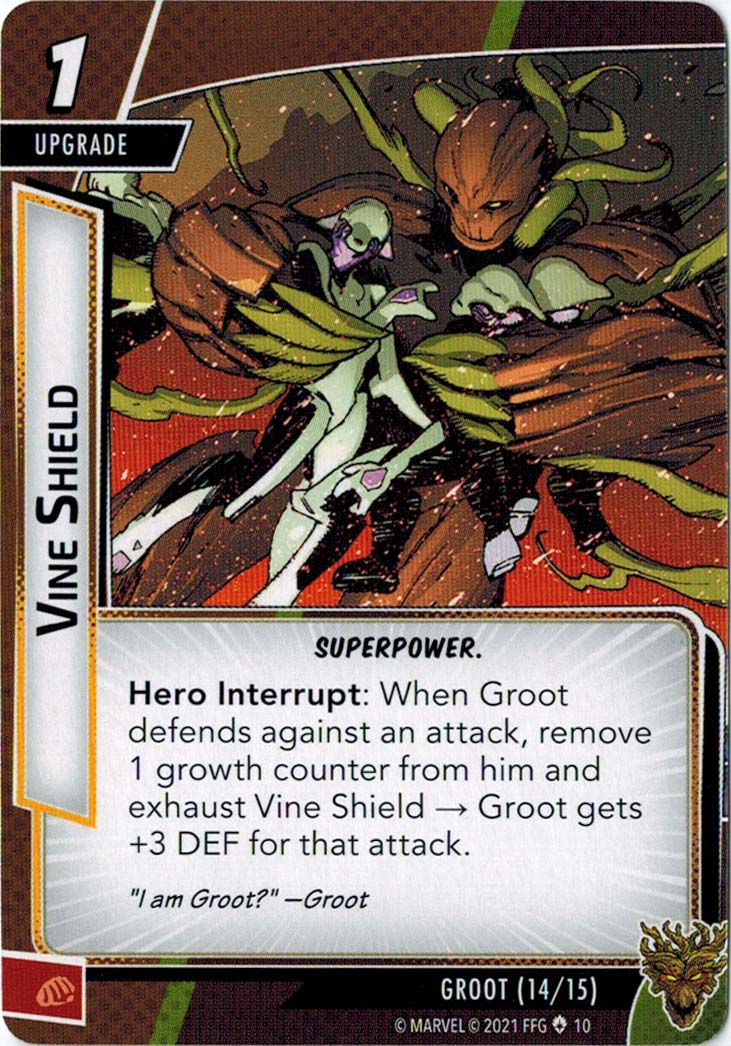 1
UPGRADE
VINE SHIELD
SUPERPOWER.
Hero Interrupt: When Groot
defends against an attack, remove
1 growth counter from him and
exhaust Vine Shield → Groot gets
+3 DEF for that attack.
"I am Groot?" —Groot
GROOT (14/15)
© MARVEL © 2021 FFG 10